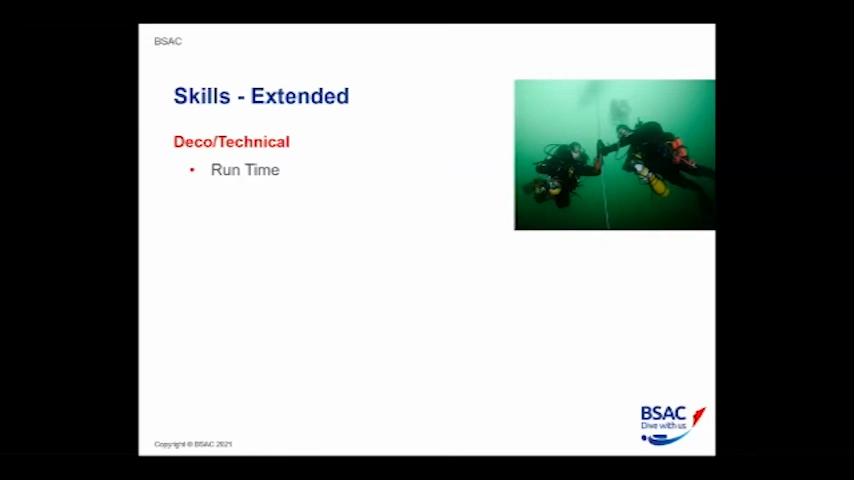 BSAC
Skills - Extended
Deco/Technical
• Run Time
BSAC
Dive with us
Copyright © BSAC 2021